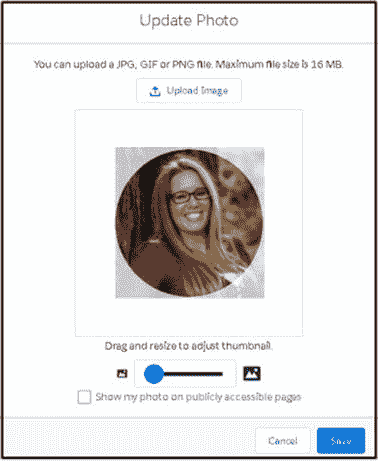 Update Photo
You can upload a JPG, GIF or PNG file. Maximum file size is 16 MB.
Upload Image
Drag and resize to adjust thumbnail.
Show my photo on publicly accessible pages
Cancel
Save